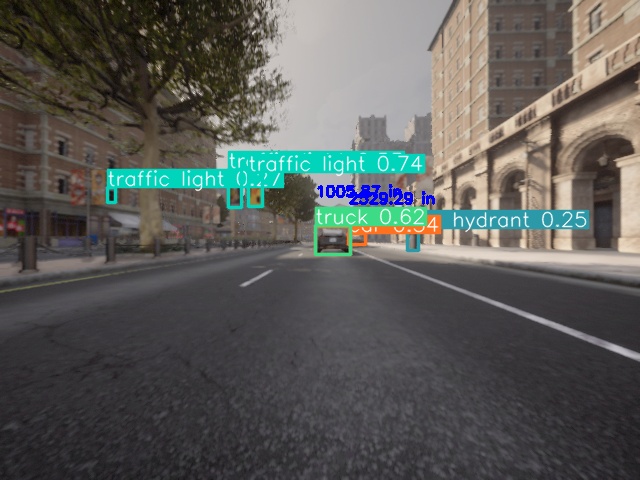 traffic light 0.74
traffic light 0.27
1005.87 in
2329.29 in
truck 0.62
hydrant 0.25